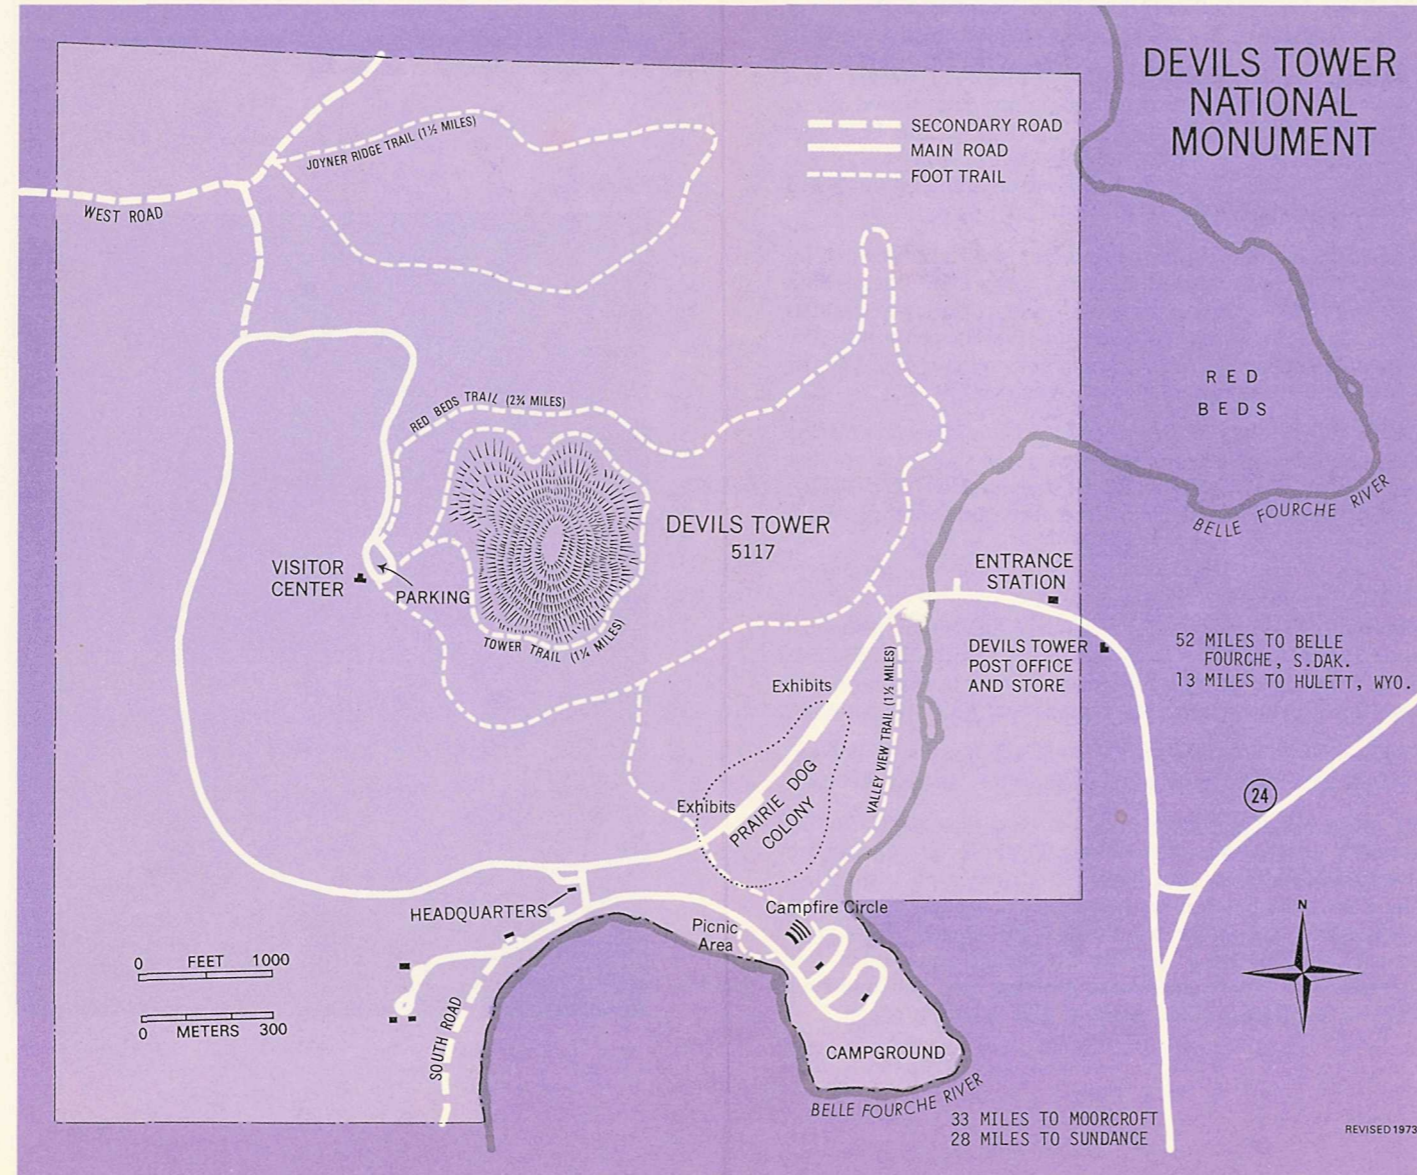 DEVILS TOWER
NATIONAL
MONUMENT
SECONDARY ROAD
MAIN ROAD
FOOT TRAIL
JOYNER RIDGE TRAIL (1½ MILES)
WEST ROAD
RED
BEDS
RED BEDS TRAIL (2¾ MILES)
BELLE FOURCHE RIVER
DEVILS TOWER
5117
VISITOR
CENTER
PARKING
ENTRANCE
STATION
TOWER TRAIL (1¼ MILES)
DEVILS TOWER
POST OFFICE
AND STORE
52 MILES TO BELLE
FOURCHE, S.DAK.
13 MILES TO HULETT, WYO.
Exhibits
VALLEY VIEW TRAIL (1½ MILES)
Exhibits
PRAIRIE DOG
COLONY
24
HEADQUARTERS
Campfire Circle
Picnic
Area
N
0 FEET 1000
0 METERS 300
SOUTH ROAD
CAMPGROUND
BELLE FOURCHE RIVER
33 MILES TO MOORCROFT
28 MILES TO SUNDANCE
REVISED 1973